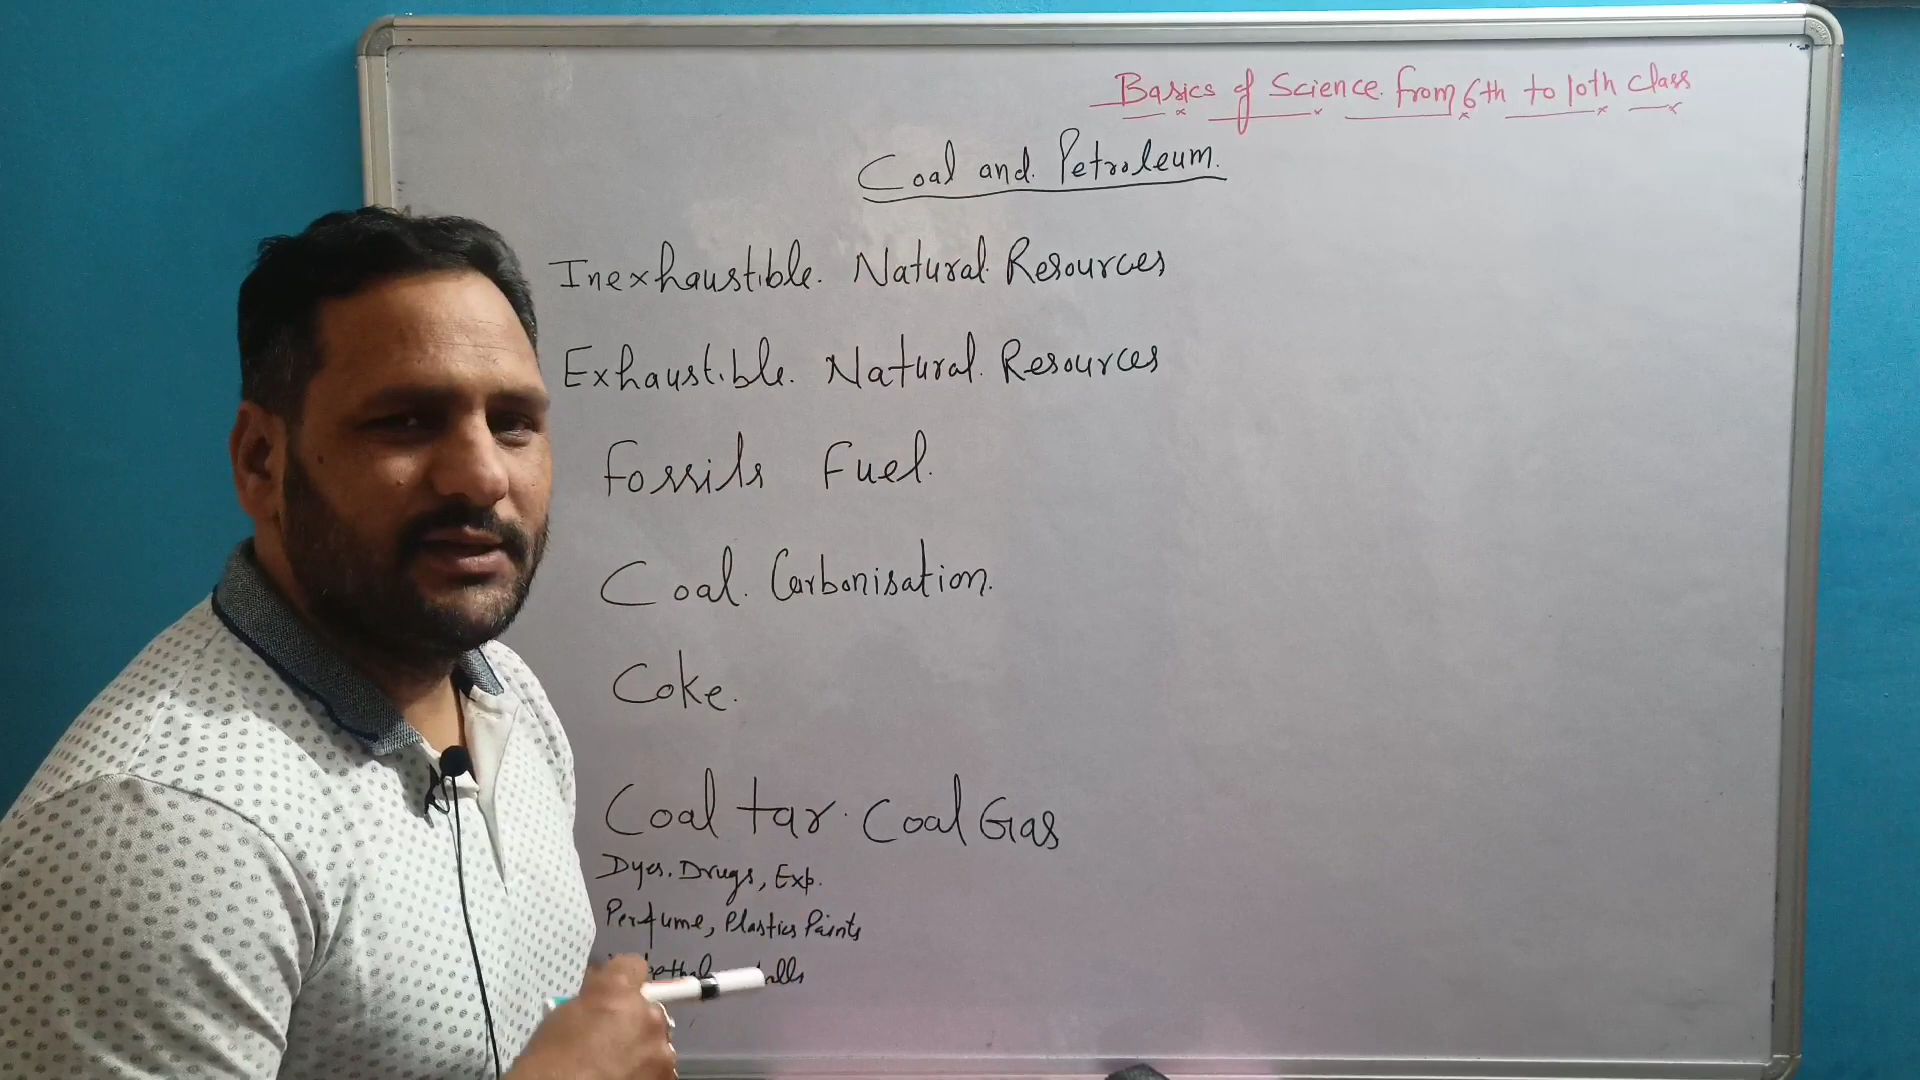 Basics of Science from 6th to 10th class
Coal and Petroleum.
Inexhaustible. Natural Resources
Exhaustible. Natural Resources
Fossils Fuel.
Coal. Carbonisation.
Coke.
Coal tar. Coal Gas
Dyes. Drugs, Exp.
Perfume, Plastics Paints